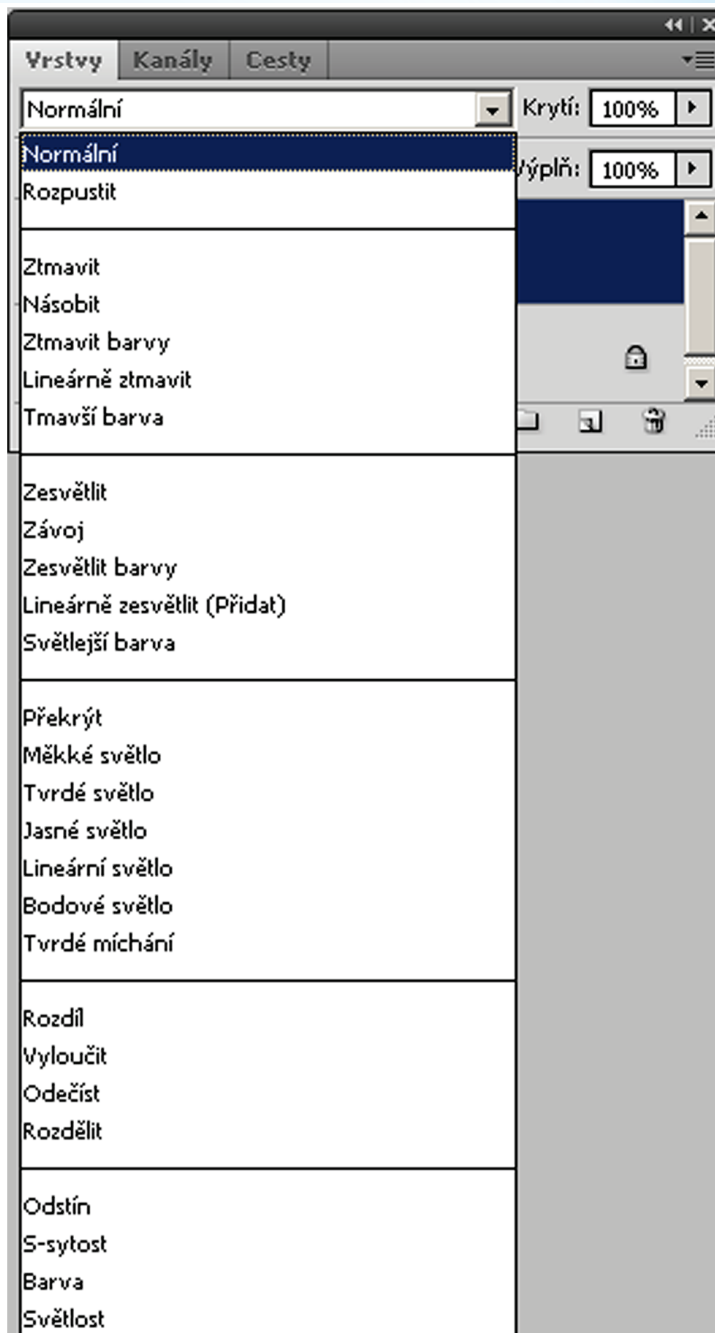 Vrstvy Kanály Cesty
Normální Krytí: 100%
Normální
Výplň: 100%
Rozpustit
Ztmavit
Násobit
Ztmavit barvy
Lineárně ztmavit
Tmavší barva
Zesvětlit
Závoj
Zesvětlit barvy
Lineárně zesvětlit (Přidat)
Světlejší barva
Překrýt
Měkké světlo
Tvrdé světlo
Jasné světlo
Lineární světlo
Bodové světlo
Tvrdé míchání
Rozdíl
Vyloučit
Odečíst
Rozdělit
Odstín
S-sytost
Barva
Světlost